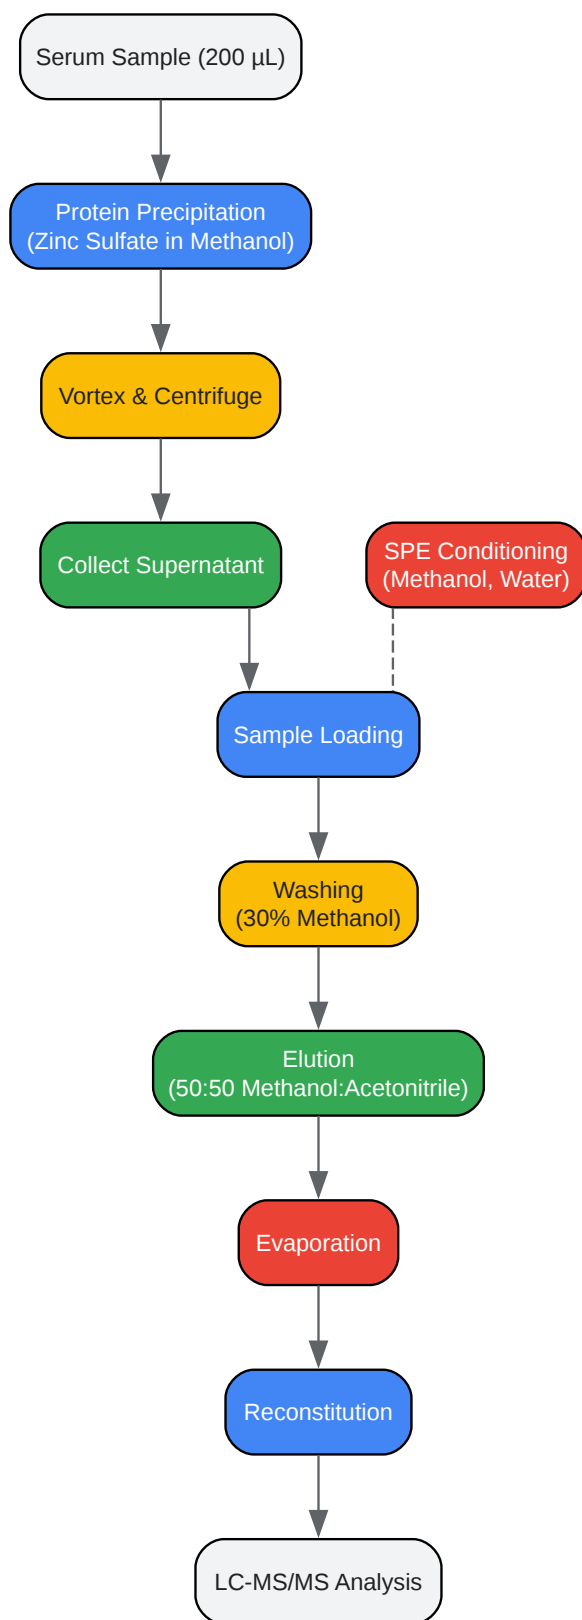 Serum Sample (200 µL)
Protein Precipitation
(Zinc Sulfate in Methanol)
Vortex & Centrifuge
Collect Supernatant
SPE Conditioning
(Methanol, Water)
Sample Loading
Washing
(30% Methanol)
Elution
(50:50 Methanol:Acetonitrile)
Evaporation
Reconstitution
LC-MS/MS Analysis